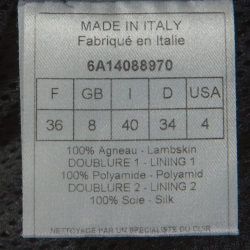 MADE IN ITALY
Fabriqué en Italie
6A14088970
F GB I D USA
36 8 40 34 4
100% Agneau - Lambskin
DOUBLURE 1 - LINING 1
100% Polyamide - Polyamid
DOUBLURE 2 - LINING 2
100% Soie - Silk
NETTOYAGE PAR UN SPECIALISTE DU CUIR